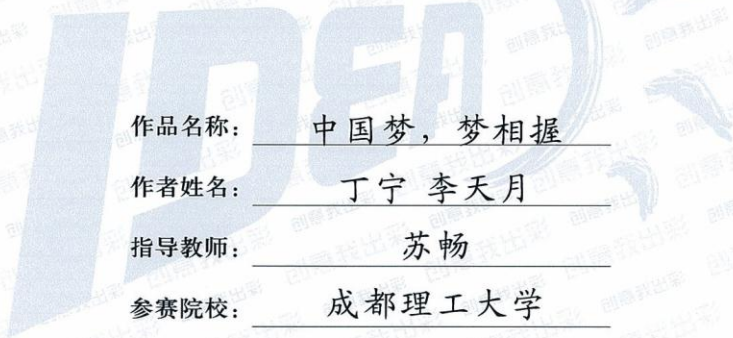 IDEA
作品名称：中国梦，梦相握
作者姓名：丁宁 李天月
指导教师：苏畅
参赛院校：成都理工大学